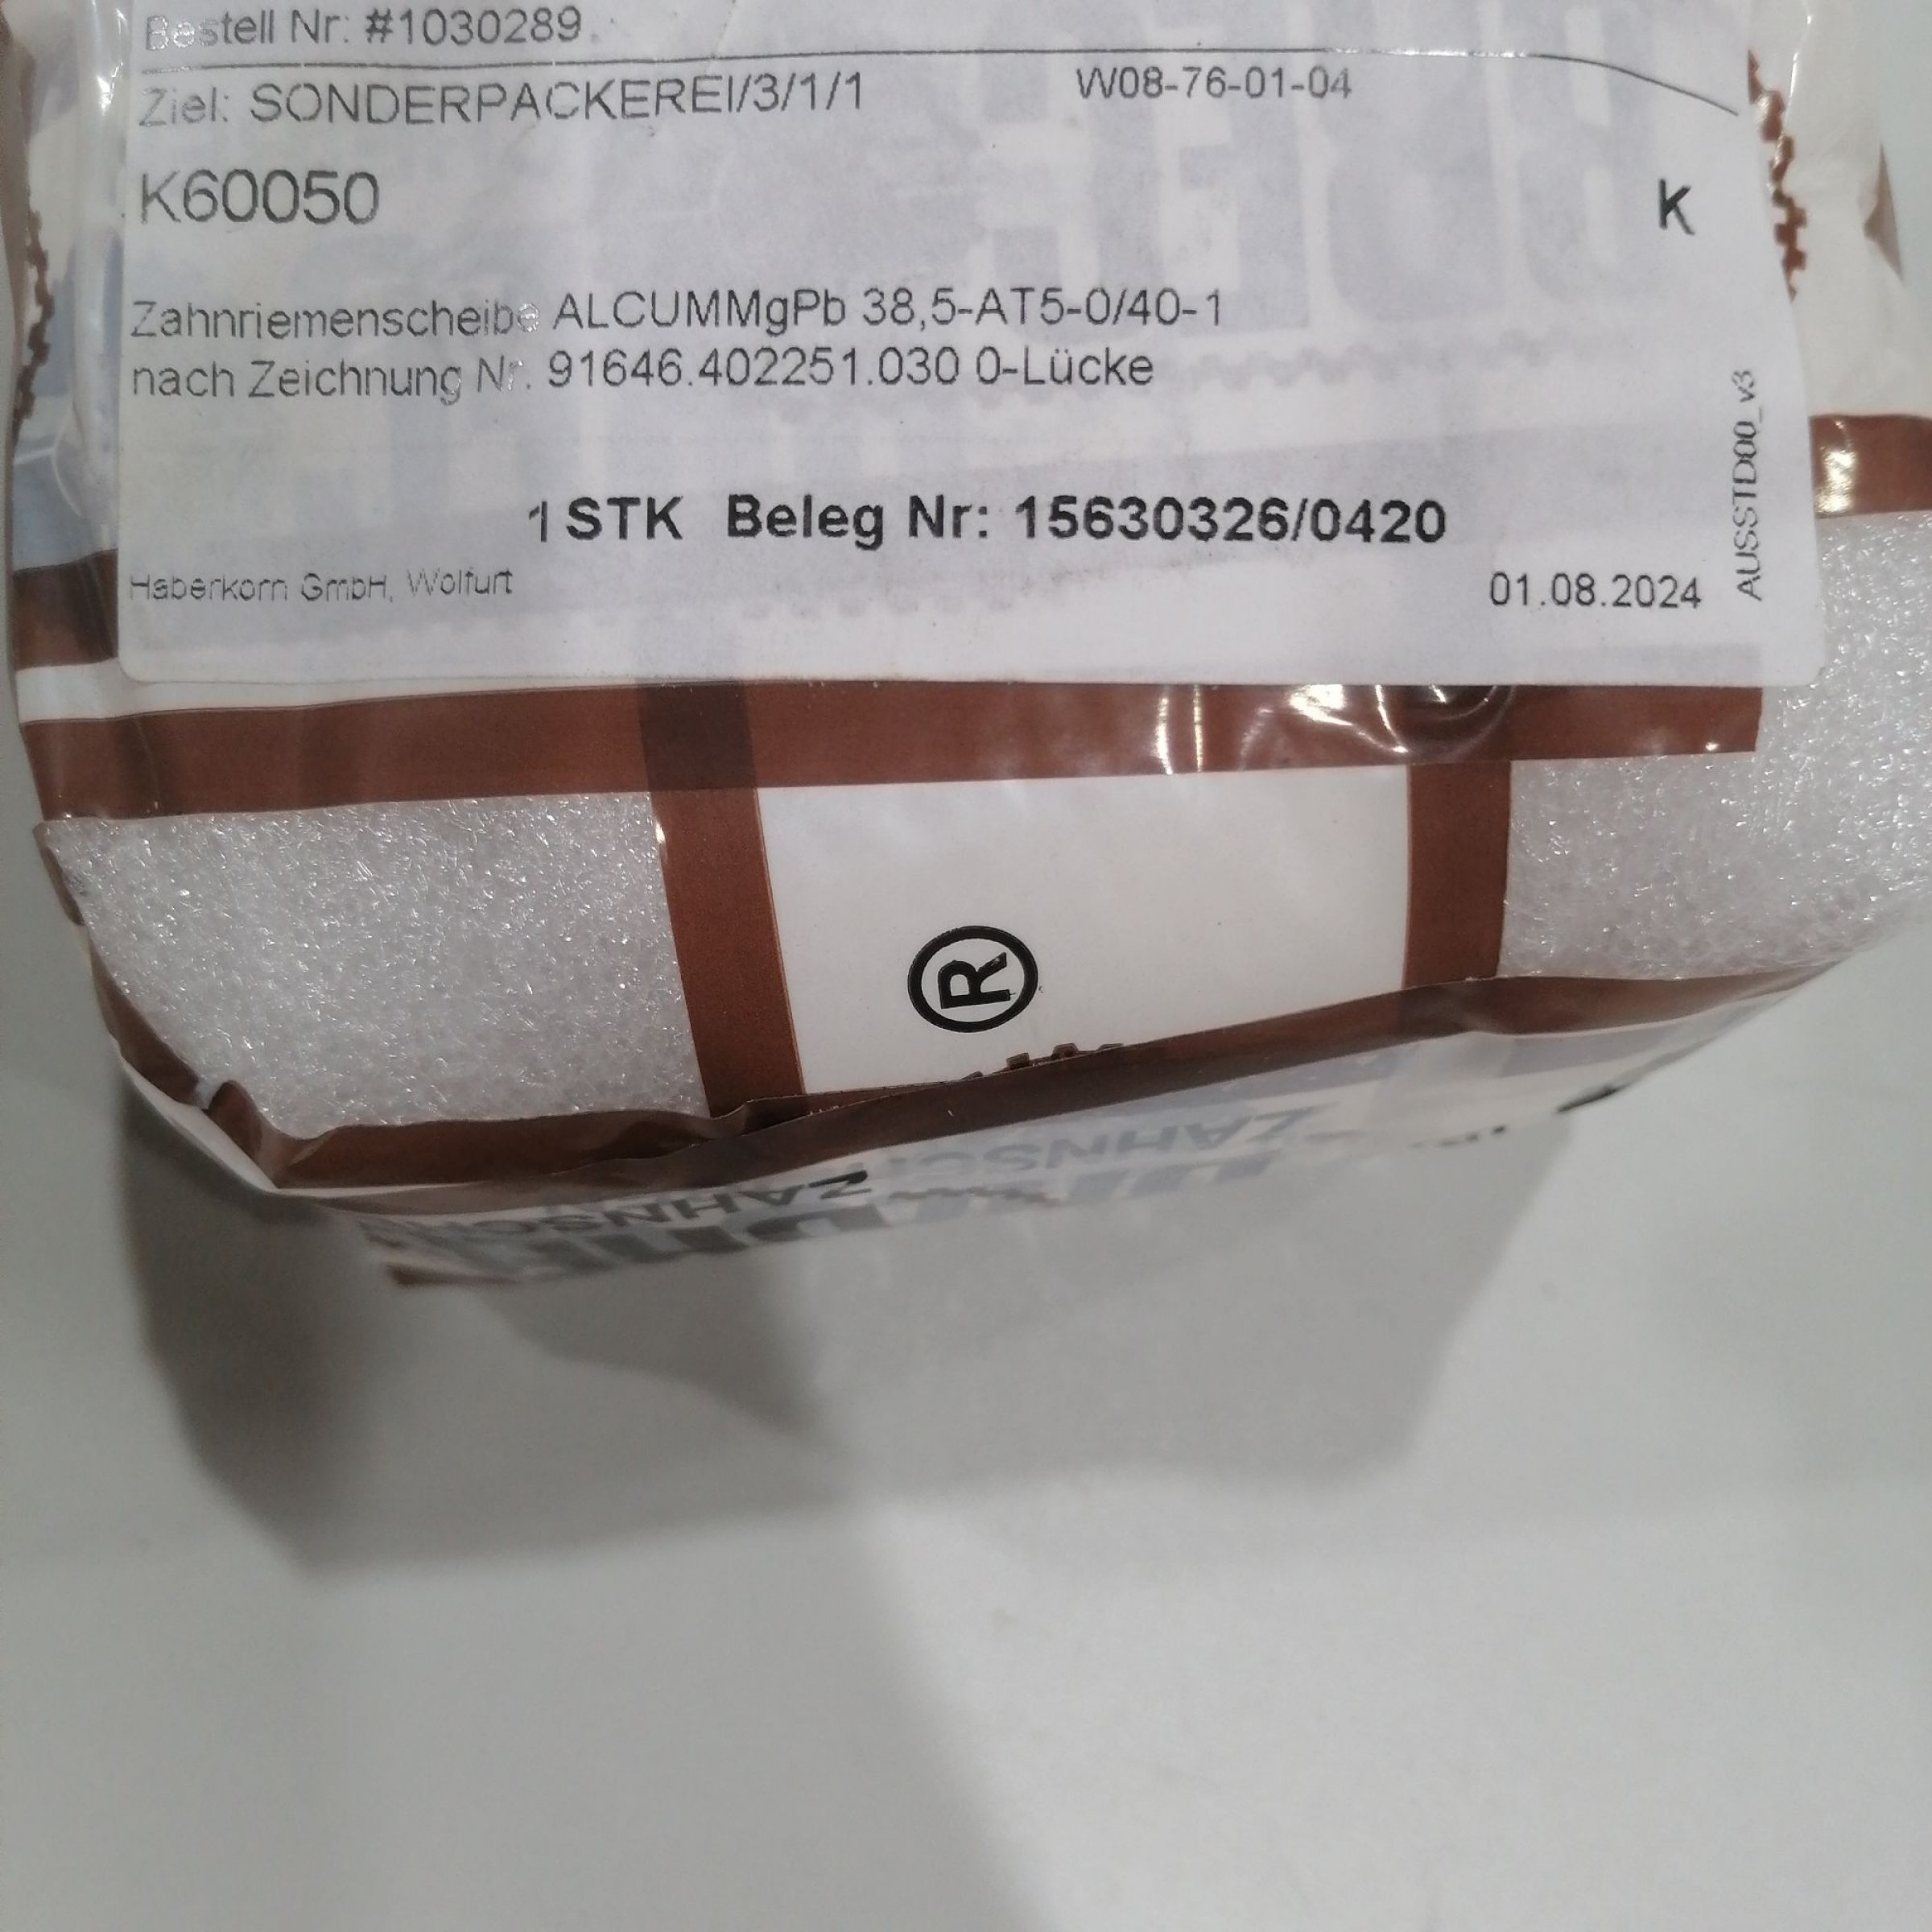 Bestell Nr: #1030289
Ziel: SONDERPACKEREI/3/1/1 W08-76-01-04
K60050 K
Zahnriemenscheibe ALCUMMgPb 38,5-AT5-0/40-1
nach Zeichnung Nr. 91646.402251.030 0-Lücke
1 STK Beleg Nr: 15630326/0420
Haberkorn GmbH, Wolfurt 01.08.2024
AUSSTD00_v3
®